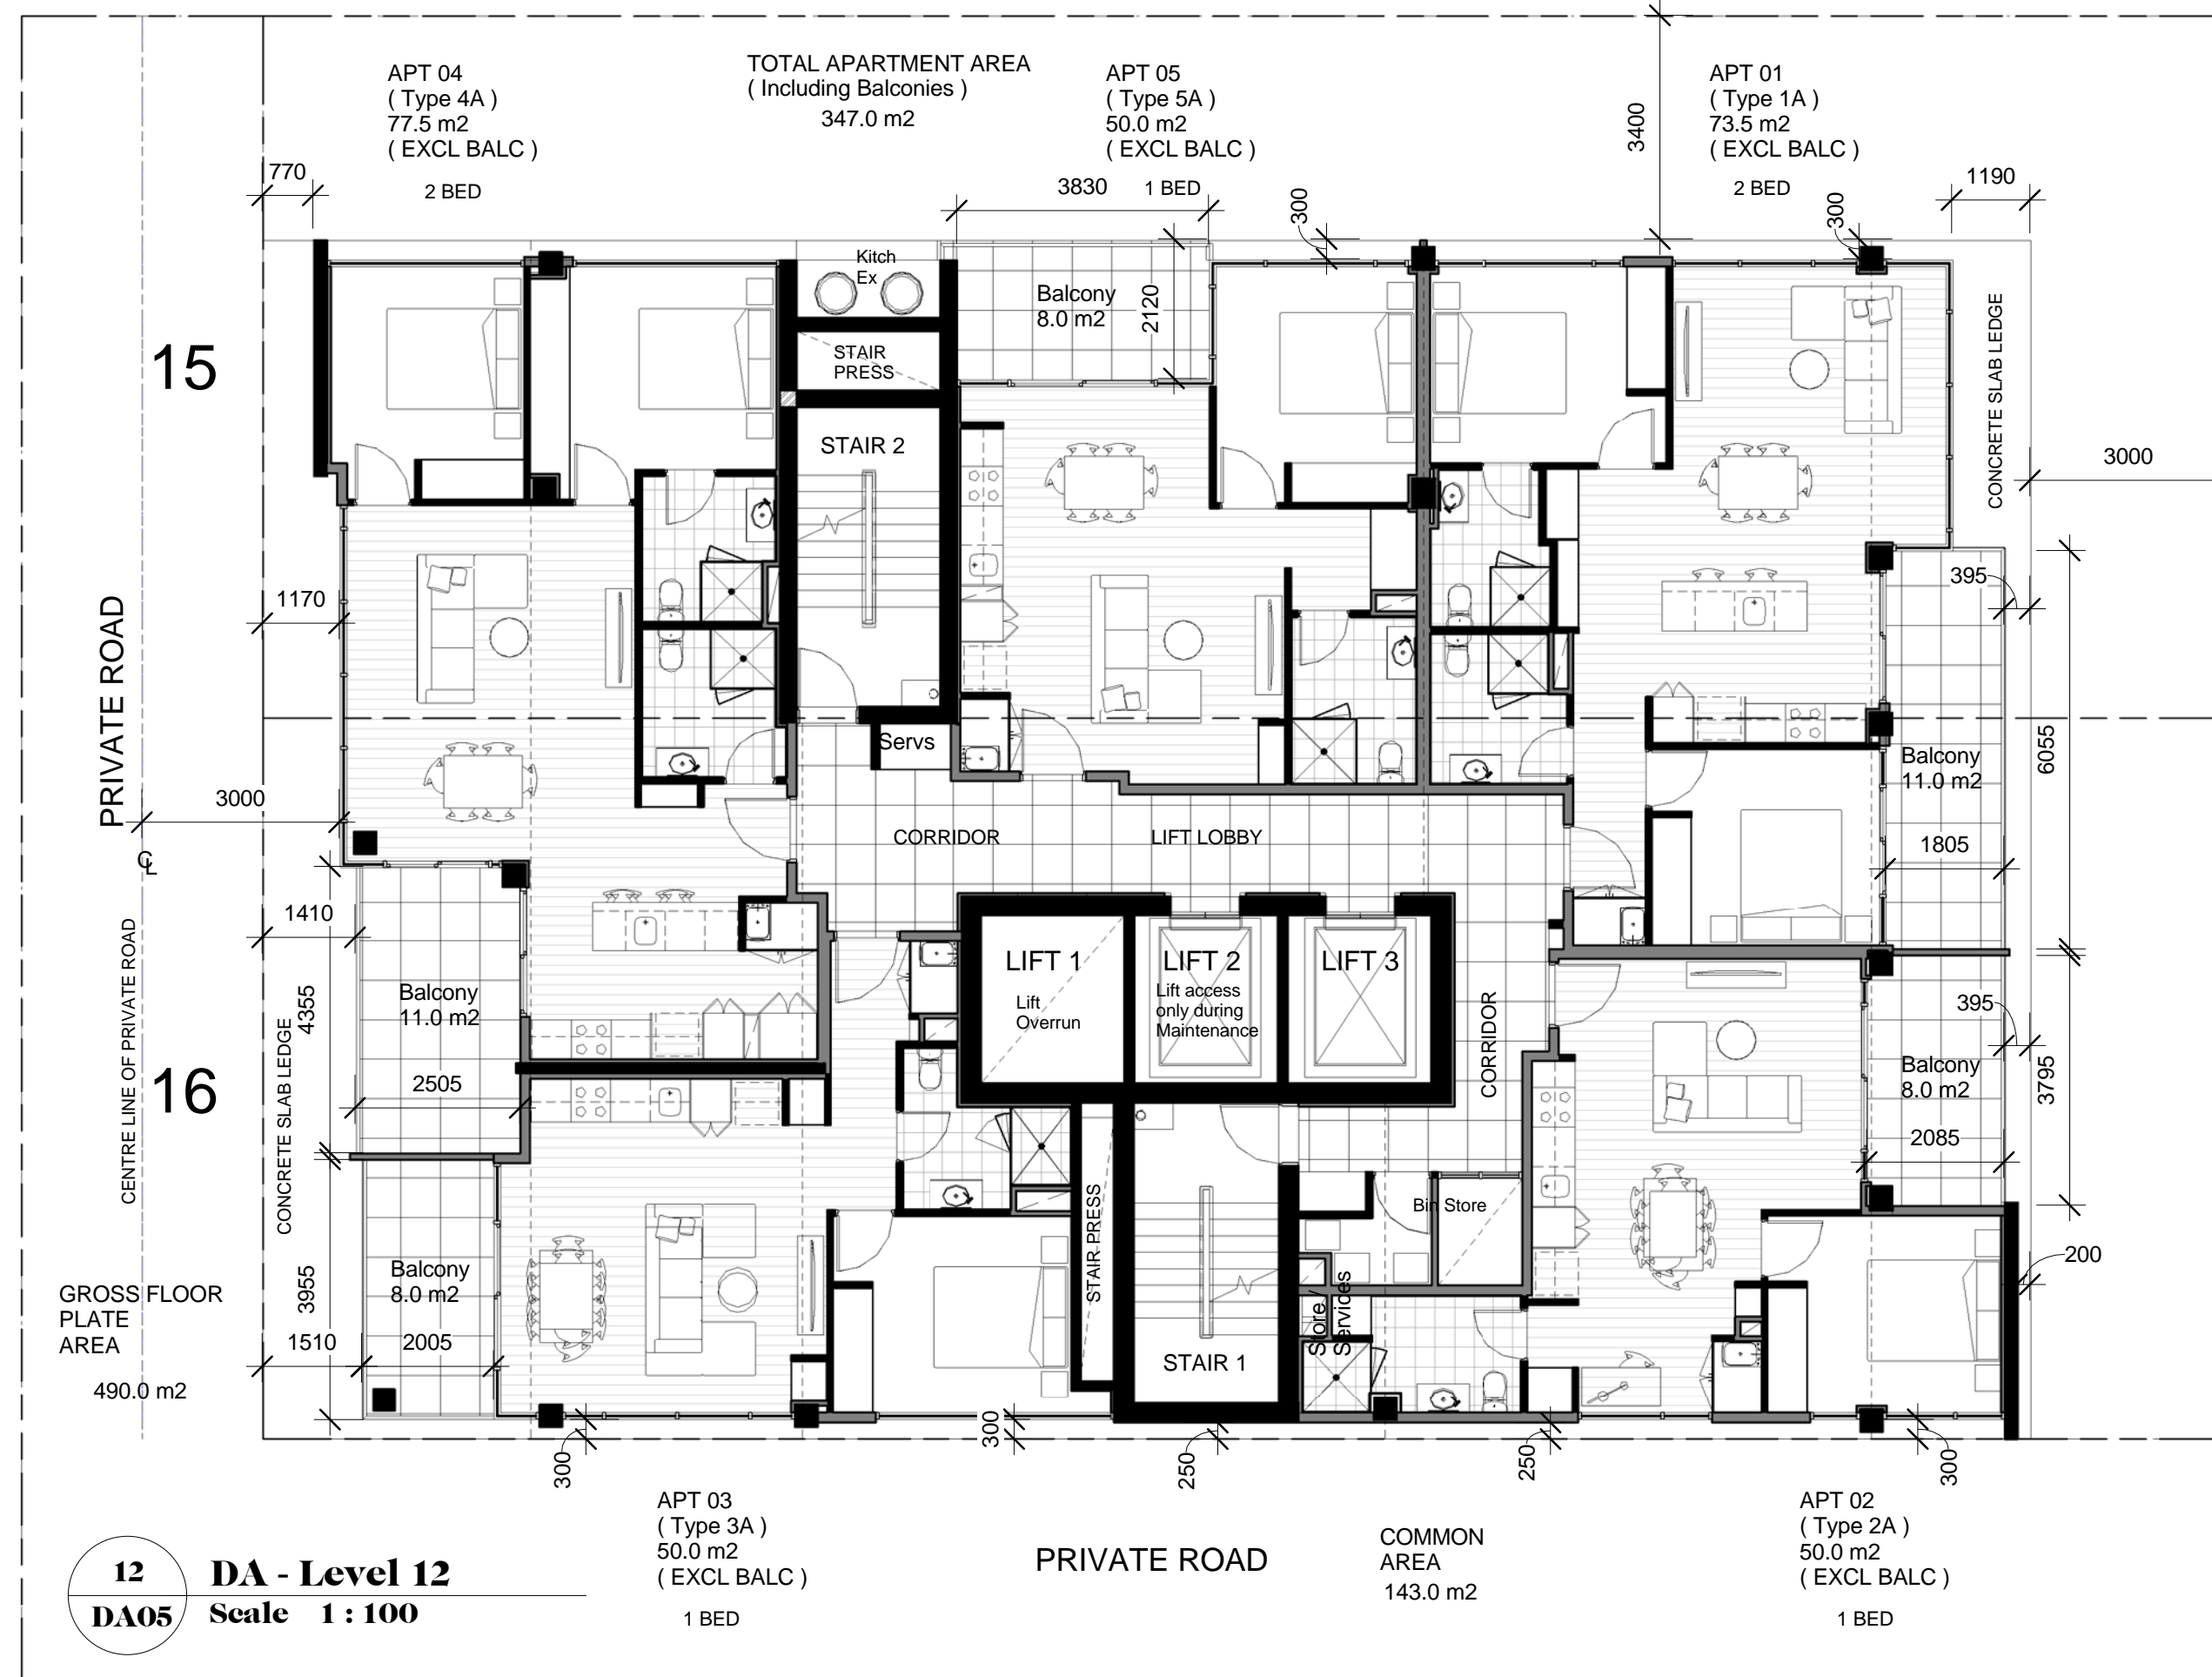 APT 04
( Type 4A )
77.5 m2
( EXCL BALC )
2 BED
TOTAL APARTMENT AREA
( Including Balconies )
347.0 m2
APT 05
( Type 5A )
50.0 m2
( EXCL BALC )
1 BED
APT 01
( Type 1A )
73.5 m2
( EXCL BALC )
2 BED
3400
770
3830
300
300
1190
Kitch
Ex
Balcony
8.0 m2
2120
STAIR
PRESS
STAIR 2
15
CONCRETE SLAB LEDGE
3000
395
1170
PRIVATE ROAD
3000
CL
Servs
CORRIDOR
LIFT LOBBY
Balcony
11.0 m2
6055
1805
1410
CENTRE LINE OF PRIVATE ROAD
CONCRETE SLAB LEDGE
4355
Balcony
11.0 m2
2505
16
LIFT 1
Lift
Overrun
LIFT 2
Lift access
only during
Maintenance
LIFT 3
CORRIDOR
395
Balcony
8.0 m2
3795
2085
STAIR PRESS
Bin Store
Store /
Services
STAIR 1
200
Balcony
8.0 m2
3955
2005
1510
GROSS FLOOR
PLATE
AREA
490.0 m2
300
300
250
250
300
APT 03
( Type 3A )
50.0 m2
( EXCL BALC )
1 BED
PRIVATE ROAD
COMMON
AREA
143.0 m2
APT 02
( Type 2A )
50.0 m2
( EXCL BALC )
1 BED
12
DA05
DA - Level 12
Scale 1 : 100